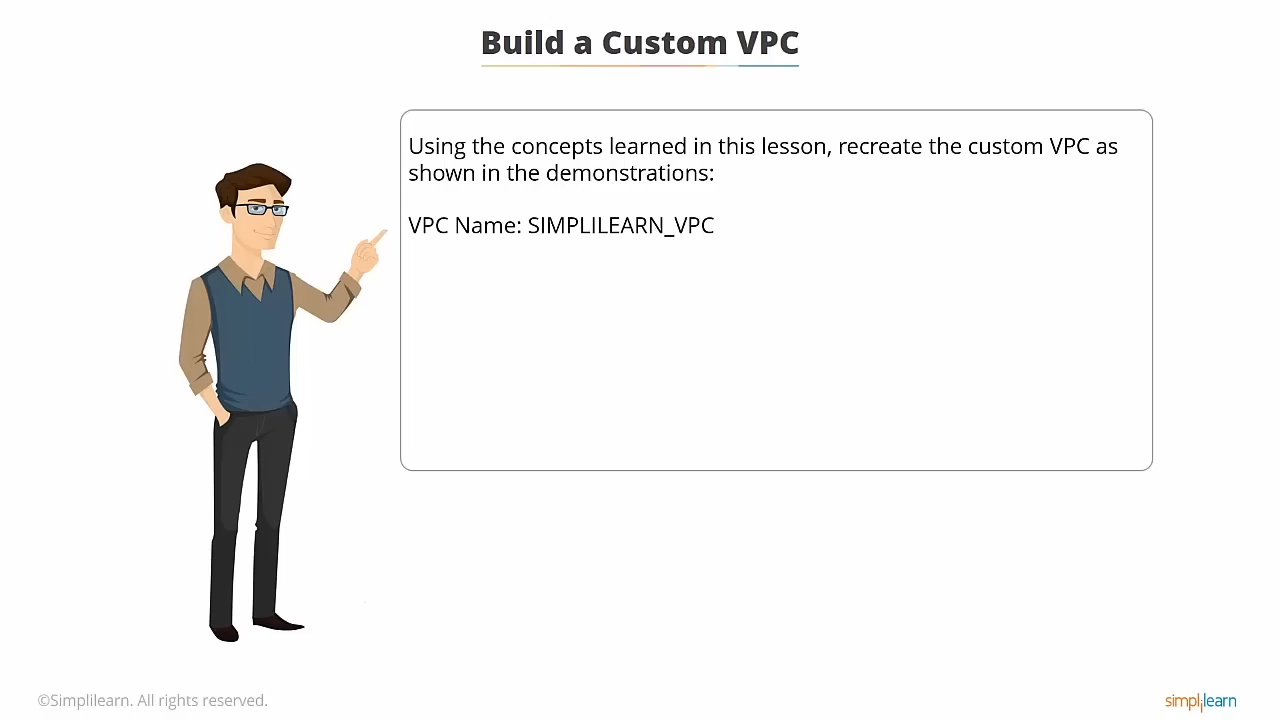 Build a Custom VPC
Using the concepts learned in this lesson, recreate the custom VPC as
shown in the demonstrations:
VPC Name: SIMPLILEARN_VPC
©Simplilearn. All rights reserved.
simplilearn